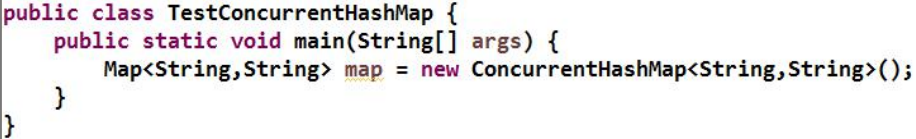 public class TestConcurrentHashMap {
    public static void main(String[] args) {
        Map<String,String> map = new ConcurrentHashMap<String,String>();
    }
}